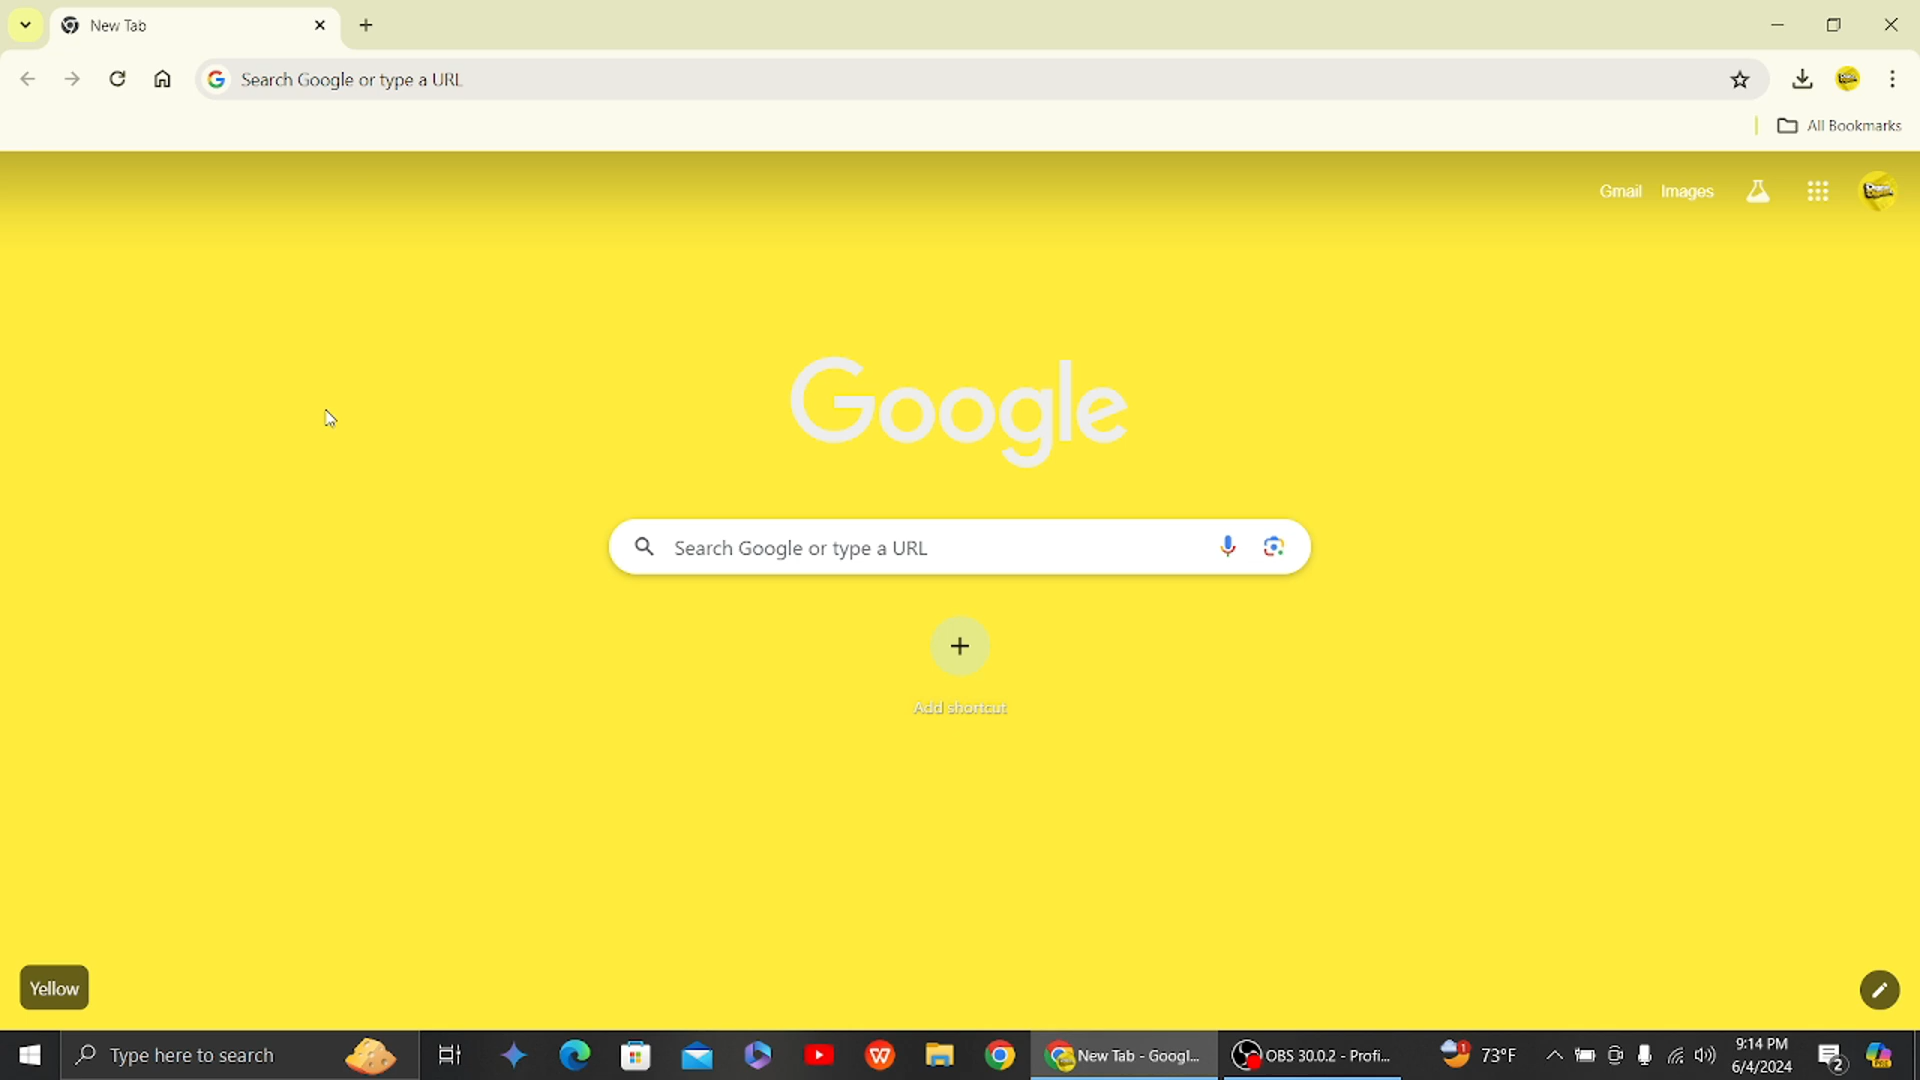 New Tab
Search Google or type a URL
All Bookmarks
Gmail Images
Google
Search Google or type a URL
Add shortcut
Yellow
Type here to search
New Tab - Googl...
OBS 30.0.2 - Profi...
1
73°F
9:14 PM
6/4/2024
2